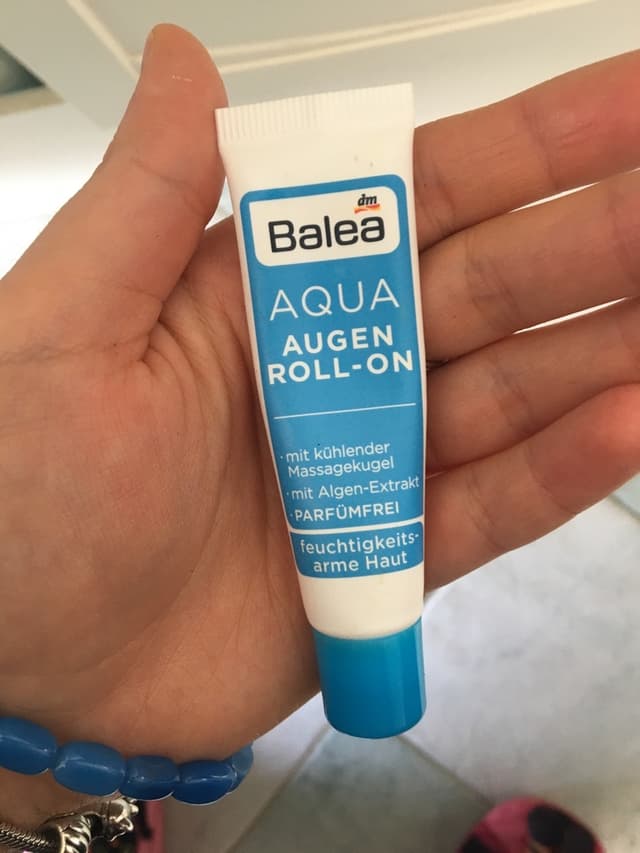 dm
Balea
AQUA
AUGEN
ROLL-ON
· mit kühlender
Massagekugel
· mit Algen-Extrakt
· PARFÜMFREI
feuchtigkeits-
arme Haut